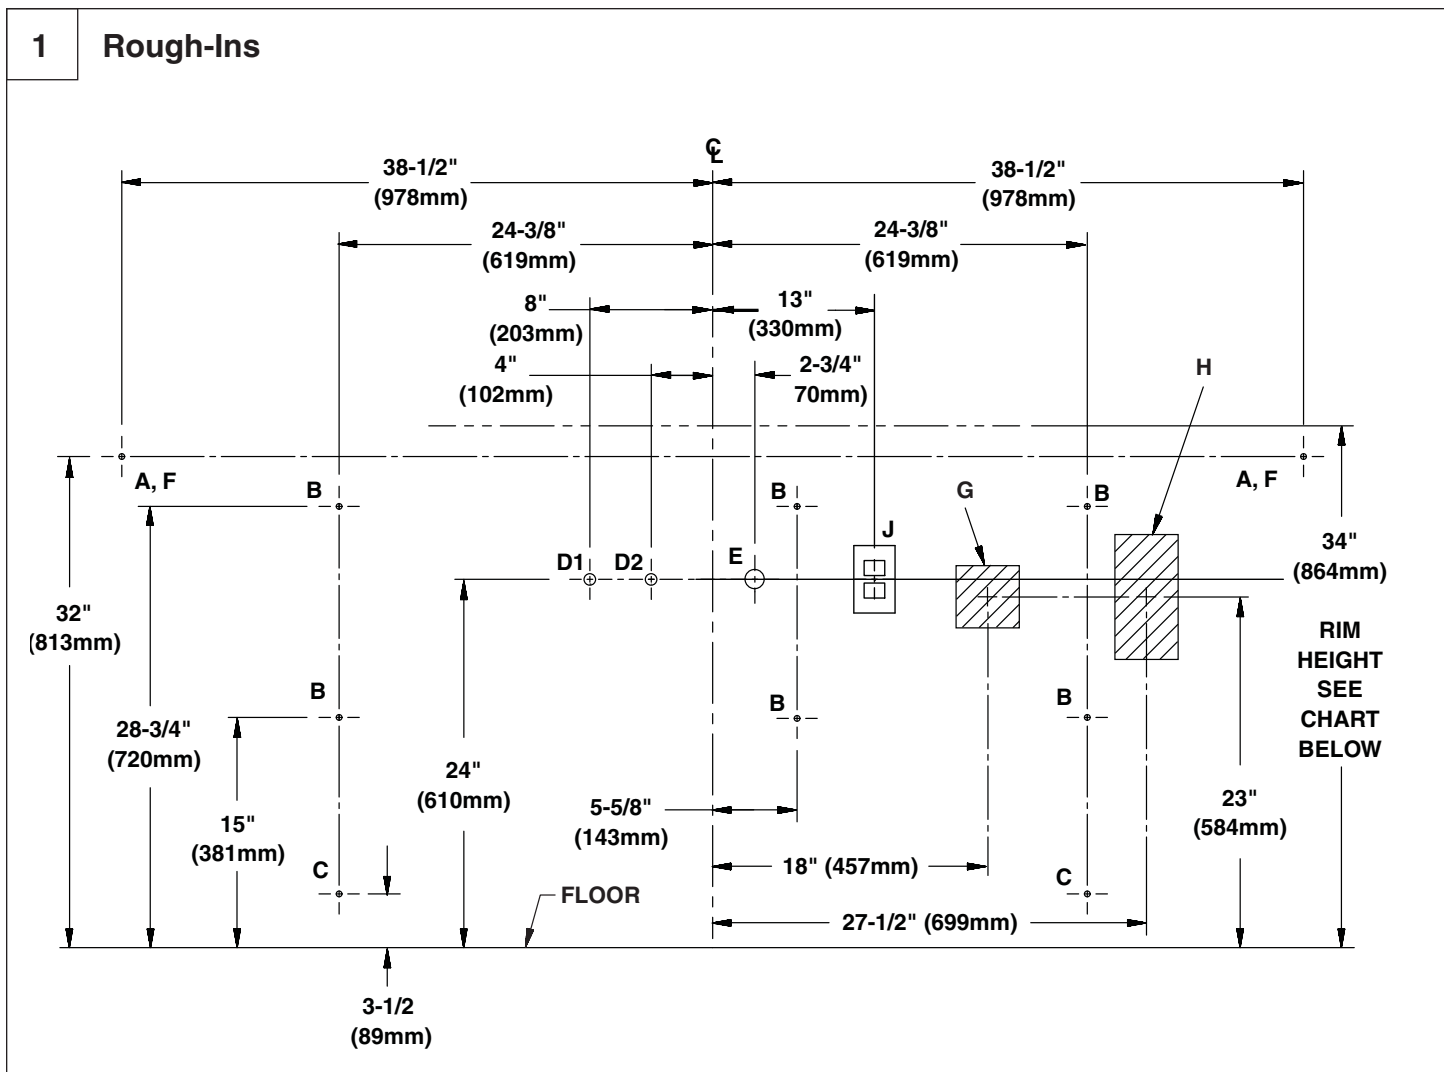 1
Rough-Ins
CL
38-1/2"
(978mm)
38-1/2"
(978mm)
24-3/8"
(619mm)
24-3/8"
(619mm)
8"
(203mm)
13"
(330mm)
4"
(102mm)
2-3/4"
70mm)
H
A, F
B
B
G
B
A, F
J
D1
D2
E
34"
(864mm)
32"
(813mm)
RIM
HEIGHT
SEE
CHART
BELOW
B
B
B
28-3/4"
(720mm)
24"
(610mm)
5-5/8"
(143mm)
23"
(584mm)
15"
(381mm)
C
18" (457mm)
C
FLOOR
27-1/2" (699mm)
3-1/2
(89mm)